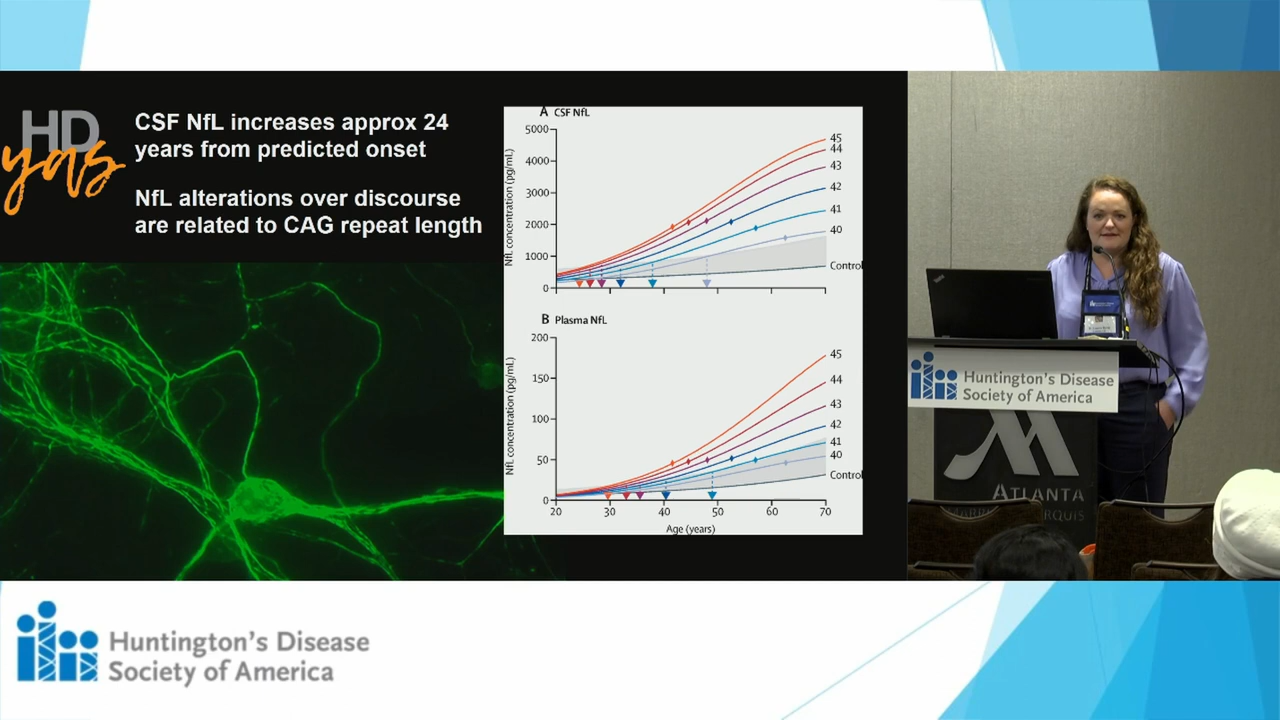 HD
yas
CSF NfL increases approx 24
years from predicted onset
NfL alterations over discourse
are related to CAG repeat length
A CSF NfL
NfL concentration (pg/mL)
5000
4000
3000
2000
1000
0
45
44
43
42
41
40
Control
B Plasma NfL
NfL concentration (pg/mL)
200
150
100
50
0
45
44
43
42
41
40
Control
20 30 40 50 60 70
Age (years)
Huntington's Disease
Society of America
ATLANTA
Huntington's Disease
Society of America